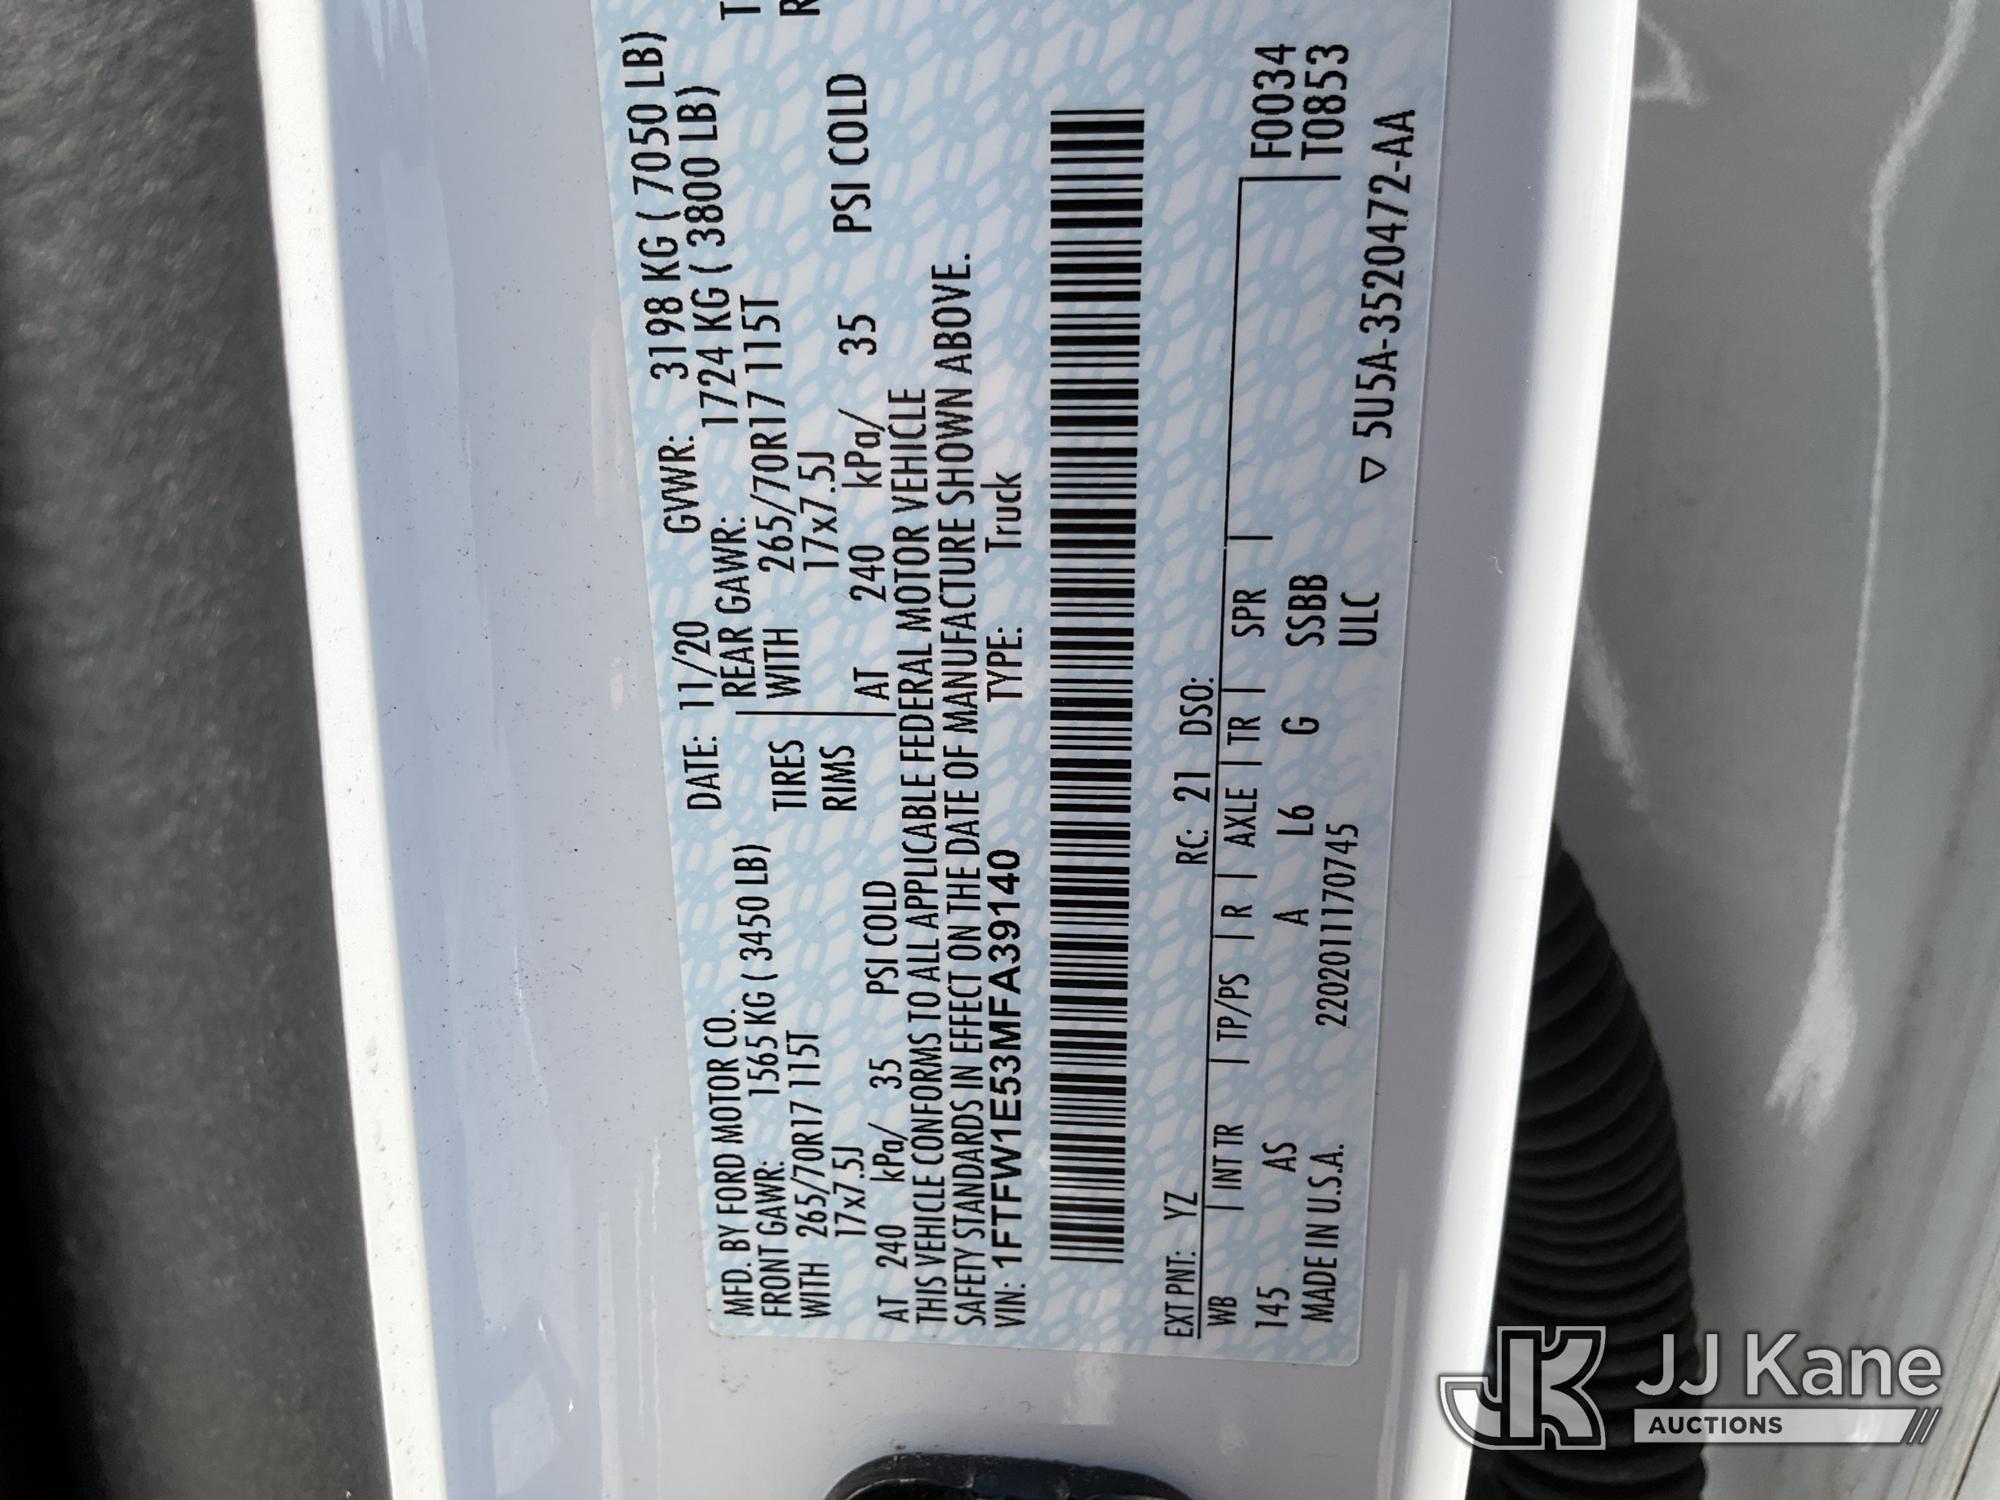 MFD. BY FORD MOTOR CO.
DATE: 11/20 GVWR: 3198 KG ( 7050 LB)
FRONT GAWR: 1565 KG ( 3450 LB) REAR GAWR: 1724 KG ( 3800 LB)
WITH 265/70R17 115T TIRES WITH 265/70R17 115T
17x7.5J RIMS 17x7.5J
AT 240 kPa/ 35 PSI COLD AT 240 kPa/ 35 PSI COLD
THIS VEHICLE CONFORMS TO ALL APPLICABLE FEDERAL MOTOR VEHICLE
SAFETY STANDARDS IN EFFECT ON THE DATE OF MANUFACTURE SHOWN ABOVE.
VIN: 1FTFW1E53MFA39140 TYPE: Truck
EXT PNT: YZ RC: 21 DSO:
WB | INT TR | TP/PS | R | AXLE | TR | SPR | F0034
145 AS A L6 G SSBB T0853
MADE IN U.S.A. 220201117 0745 ULC
▽ 5U5A-3520472-AA
JJ Kane
AUCTIONS